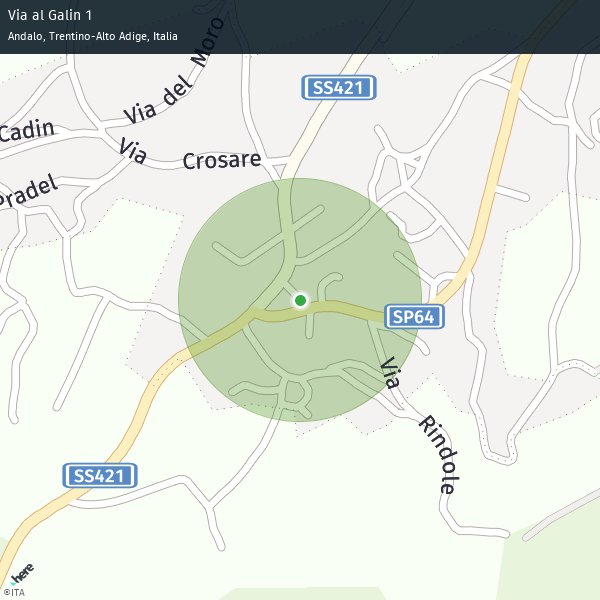 Via al Galin 1
Andalo, Trentino-Alto Adige, Italia
Via del Moro
SS421
Cadin
Via Crosare
Pradel
SP64
Via Rindole
SS421
here
©ITA